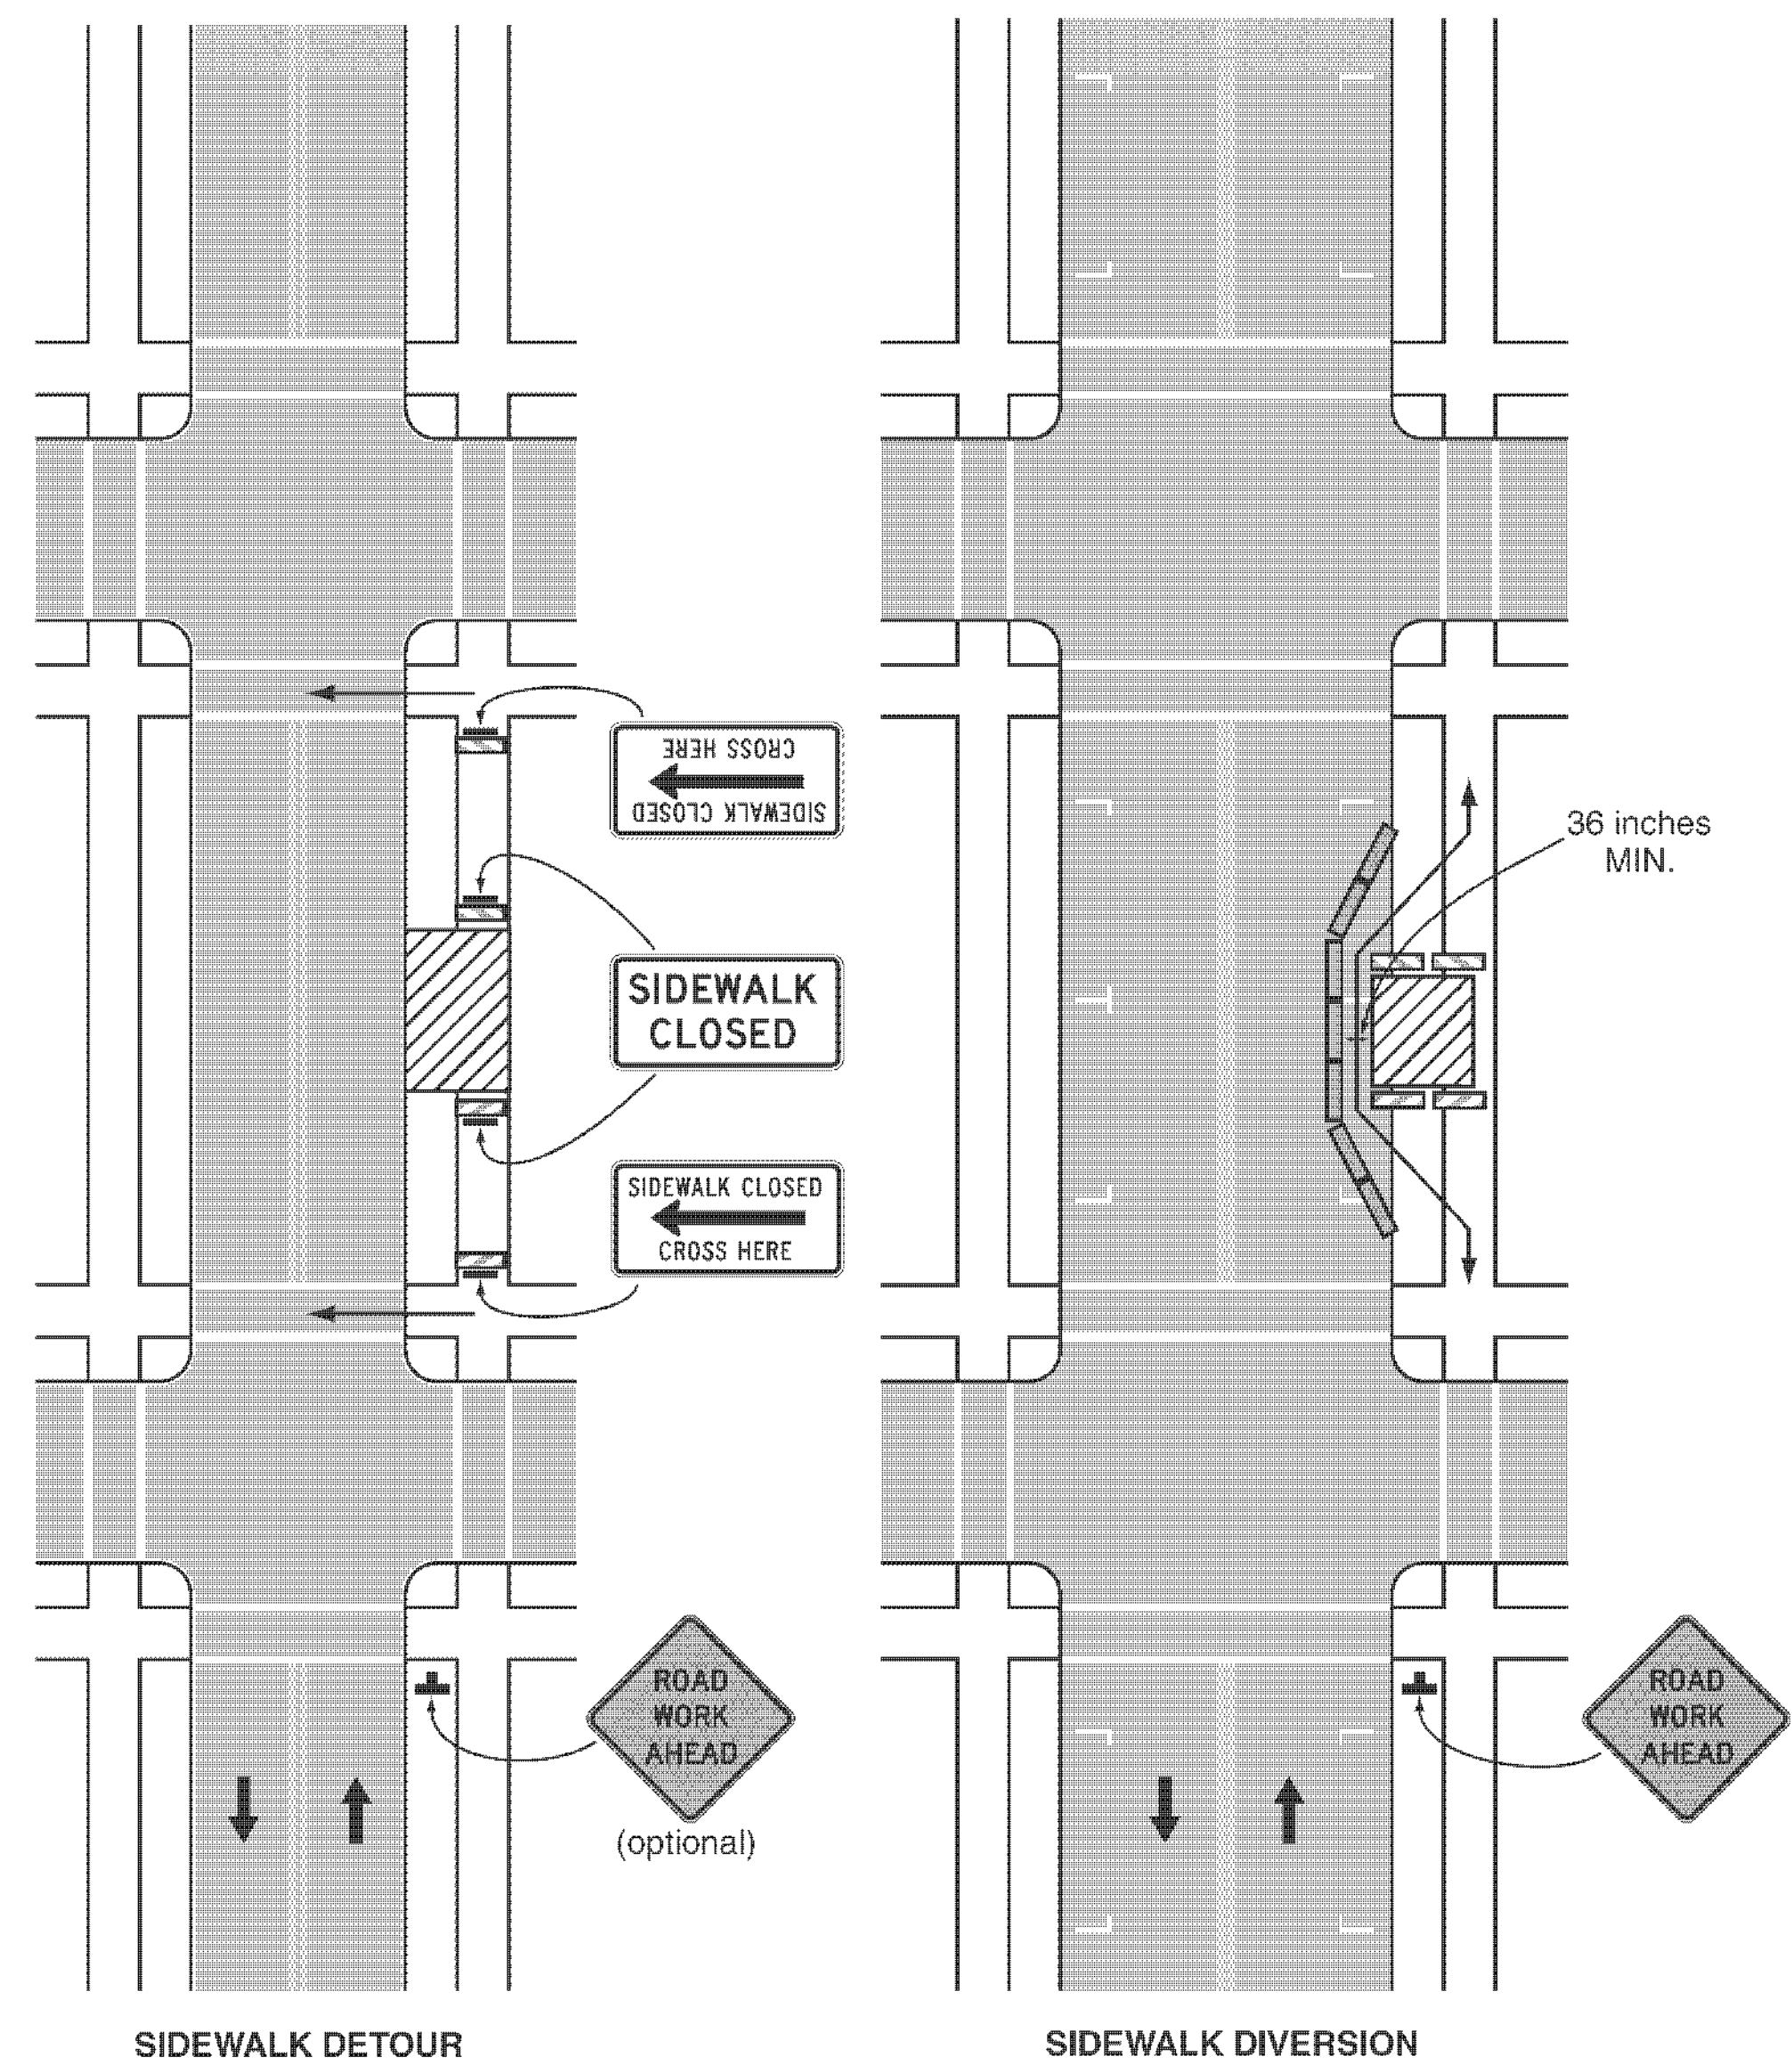 CROSS HERE
SIDEWALK CLOSED
36 inches
MIN.
SIDEWALK
CLOSED
SIDEWALK CLOSED
CROSS HERE
ROAD
WORK
AHEAD
(optional)
ROAD
WORK
AHEAD
SIDEWALK DETOUR
SIDEWALK DIVERSION